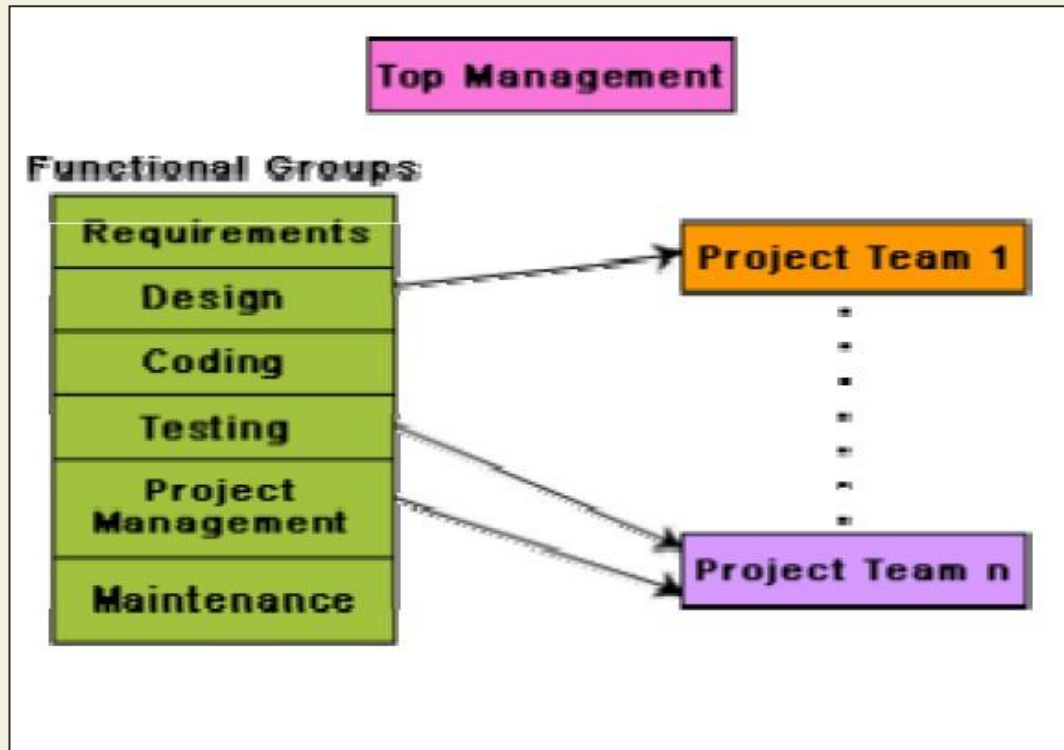 Top Management
Functional Groups
Requirements
Design
Coding
Testing
Project
Management
Maintenance
Project Team 1
Project Team n